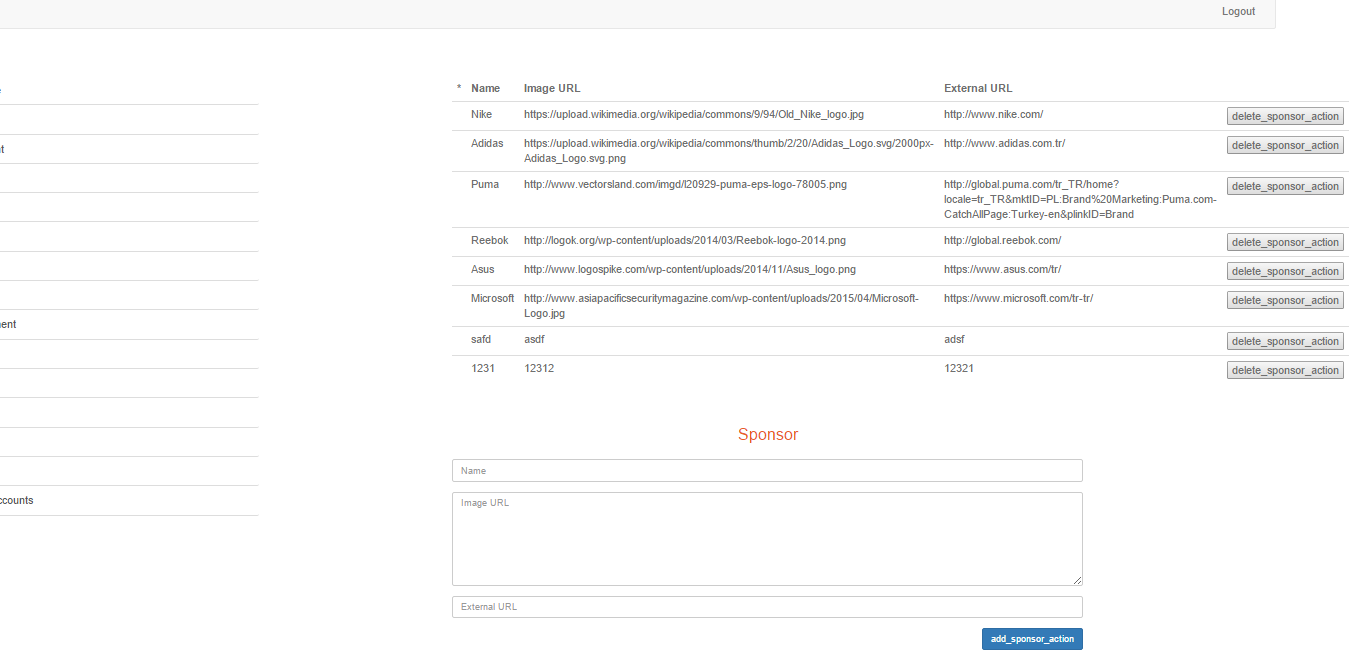 Logout
* Name Image URL External URL
Nike https://upload.wikimedia.org/wikipedia/commons/9/94/Old_Nike_logo.jpg http://www.nike.com/ delete_sponsor_action
Adidas https://upload.wikimedia.org/wikipedia/commons/thumb/2/20/Adidas_Logo.svg/2000px- http://www.adidas.com.tr/ delete_sponsor_action
Adidas_Logo.svg.png
Puma http://www.vectorsland.com/imgd/l20929-puma-eps-logo-78005.png http://global.puma.com/tr_TR/home? delete_sponsor_action
locale=tr_TR&mktID=PL:Brand%20Marketing:Puma.com-
CatchAllPage:Turkey-en&plinkID=Brand
Reebok http://logok.org/wp-content/uploads/2014/03/Reebok-logo-2014.png http://global.reebok.com/ delete_sponsor_action
Asus http://www.logospike.com/wp-content/uploads/2014/11/Asus_logo.png https://www.asus.com/tr/ delete_sponsor_action
Microsoft http://www.asiapacificsecuritymagazine.com/wp-content/uploads/2015/04/Microsoft- https://www.microsoft.com/tr-tr/ delete_sponsor_action
Logo.jpg
ent
safd asdf adsf delete_sponsor_action
1231 12312 12321 delete_sponsor_action
Sponsor
Name
Image URL
ccounts
External URL
add_sponsor_action